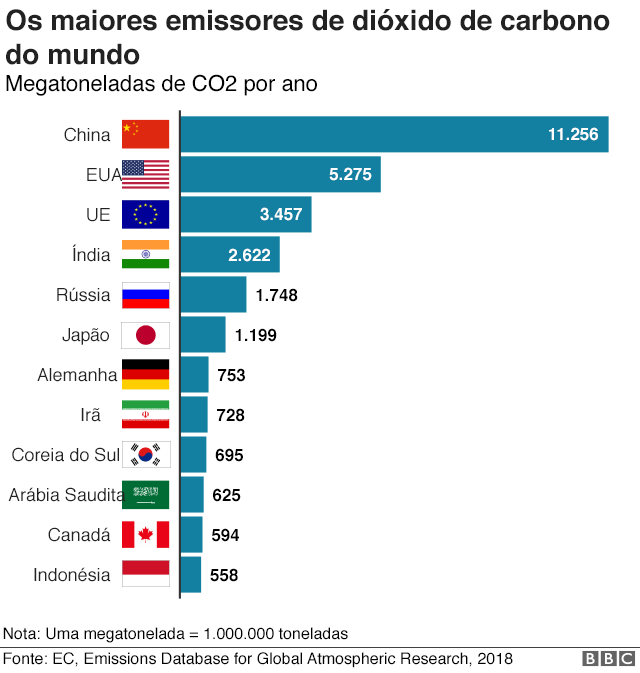 Os maiores emissores de dióxido de carbono
do mundo
Megatoneladas de CO2 por ano
China 11.256
EUA 5.275
UE 3.457
Índia 2.622
Rússia 1.748
Japão 1.199
Alemanha 753
Irã 728
Coreia do Sul 695
Arábia Saudita 625
Canadá 594
Indonésia 558
Nota: Uma megatonelada = 1.000.000 toneladas
Fonte: EC, Emissions Database for Global Atmospheric Research, 2018 BBC